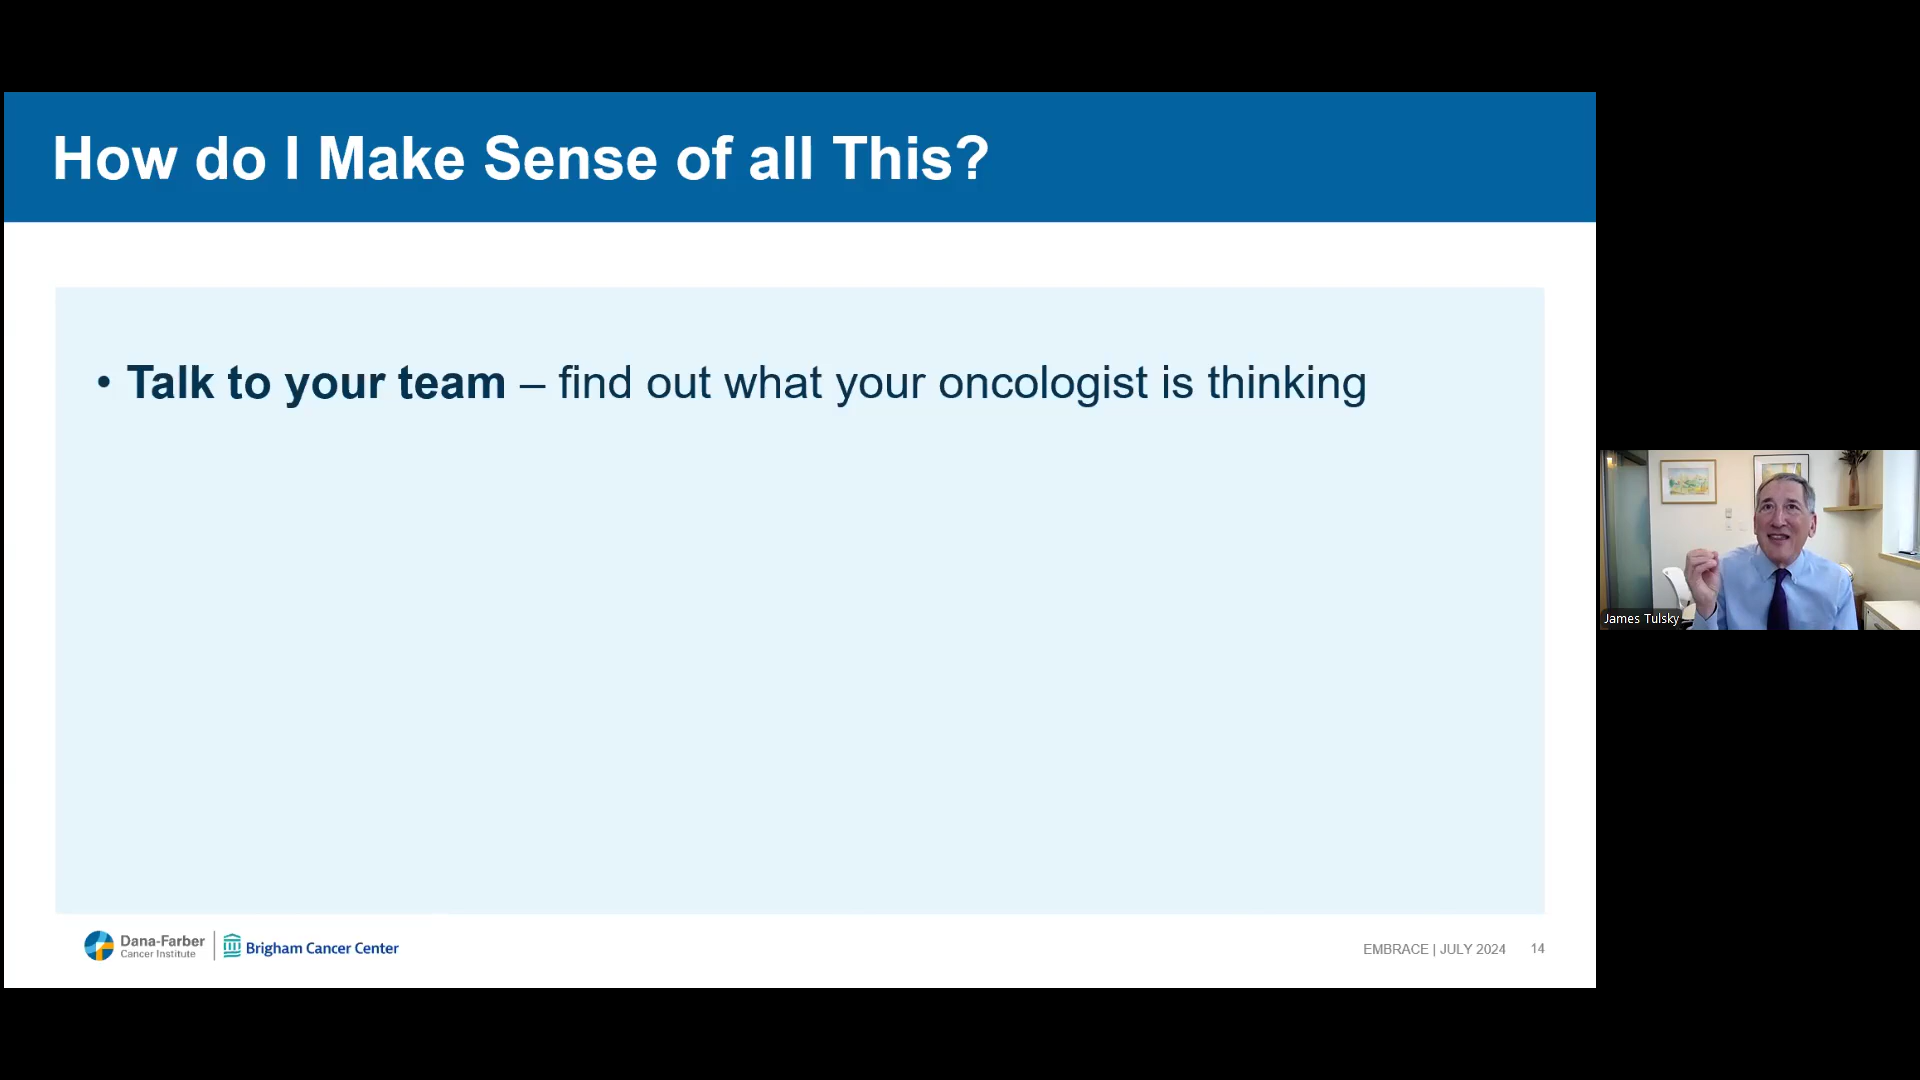 How do I Make Sense of all This?
• Talk to your team – find out what your oncologist is thinking
James Tulsky
Dana-Farber
Cancer Institute
Brigham Cancer Center
EMBRACE | JULY 2024 14